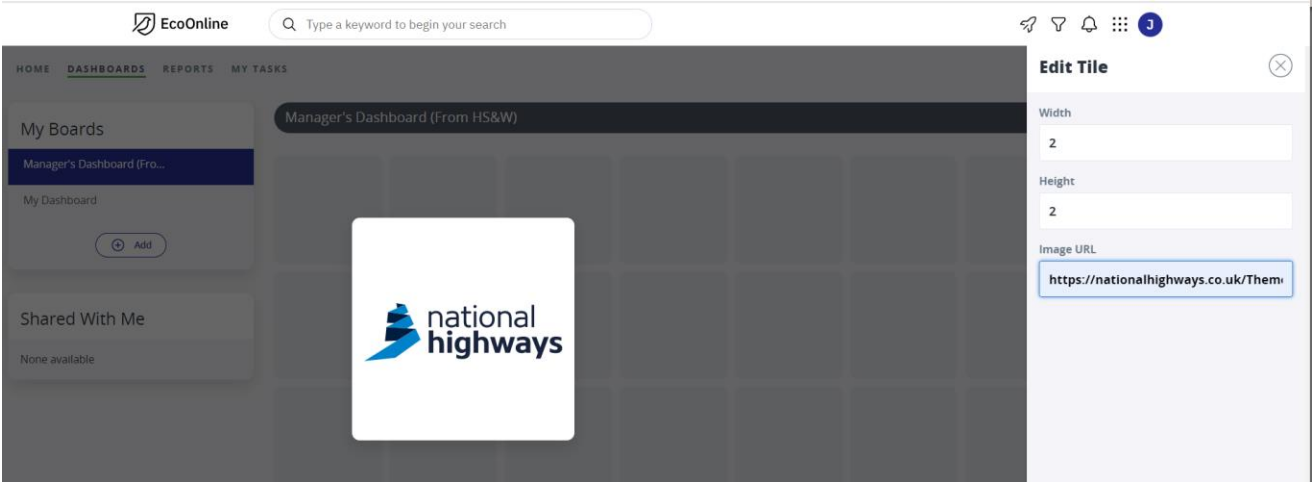 EcoOnline
Type a keyword to begin your search
J
HOME DASHBOARDS REPORTS MY TASKS
My Boards
Manager's Dashboard (Fro...
My Dashboard
Add
Shared With Me
None available
Manager's Dashboard (From HS&W)
national
highways
Edit Tile
Width
2
Height
2
Image URL
https://nationalhighways.co.uk/Them